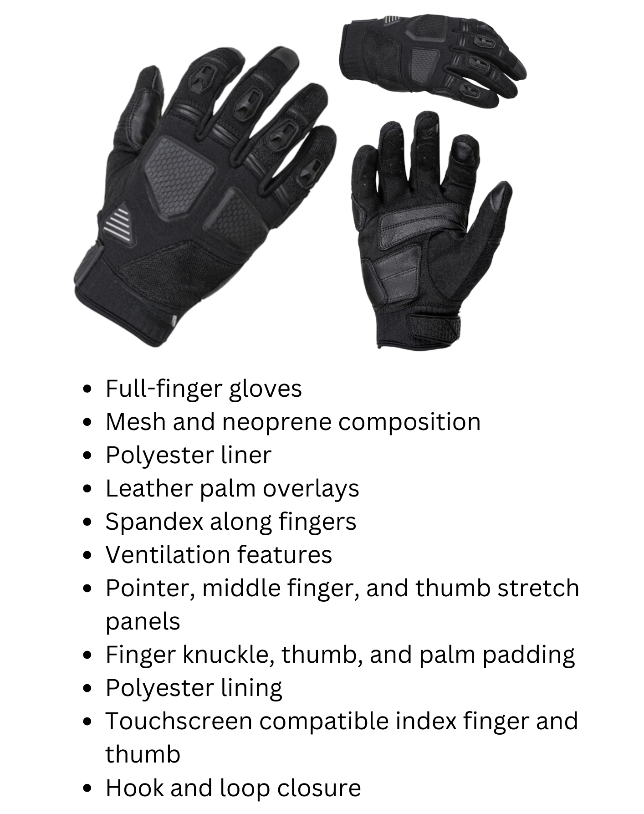 Full-finger gloves
Mesh and neoprene composition
Polyester liner
Leather palm overlays
Spandex along fingers
Ventilation features
Pointer, middle finger, and thumb stretch
panels
Finger knuckle, thumb, and palm padding
Polyester lining
Touchscreen compatible index finger and
thumb
Hook and loop closure